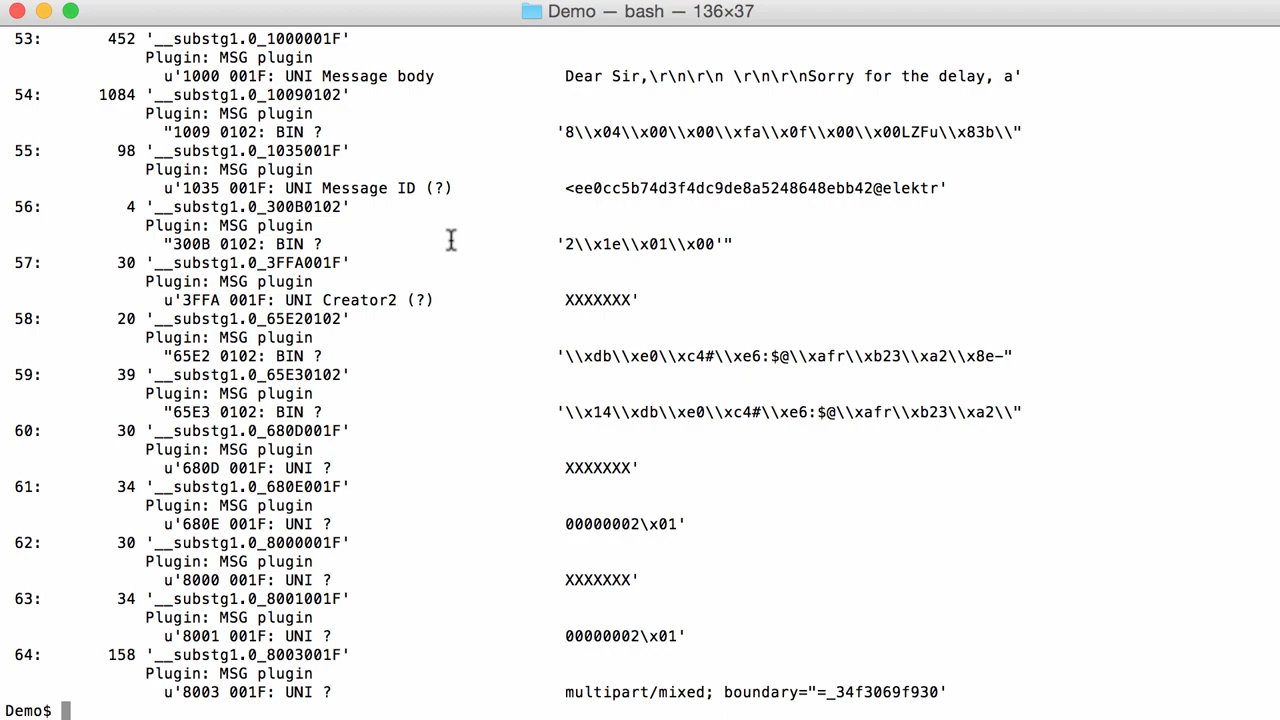 Demo — bash — 136×37
53: 452 '__substg1.0_1000001F'
Plugin: MSG plugin
u'1000 001F: UNI Message body Dear Sir,\r\n\r\n \r\n\r\nSorry for the delay, a'
54: 1084 '__substg1.0_10090102'
Plugin: MSG plugin
"1009 0102: BIN ? '8\\x04\\x00\\x00\\xfa\\x0f\\x00\\x00LZFu\\x83b\\"
55: 98 '__substg1.0_1035001F'
Plugin: MSG plugin
u'1035 001F: UNI Message ID (?) <ee0cc5b74d3f4dc9de8a5248648ebb42@elektr'
56: 4 '__substg1.0_300B0102'
Plugin: MSG plugin
"300B 0102: BIN ? '2\\x1e\\x01\\x00'"
57: 30 '__substg1.0_3FFA001F'
Plugin: MSG plugin
u'3FFA 001F: UNI Creator2 (?) XXXXXXX'
58: 20 '__substg1.0_65E20102'
Plugin: MSG plugin
"65E2 0102: BIN ? '\\xdb\\xe0\\xc4#\\xe6:$@\\xafr\\xb23\\xa2\\x8e-"
59: 39 '__substg1.0_65E30102'
Plugin: MSG plugin
"65E3 0102: BIN ? '\\x14\\xdb\\xe0\\xc4#\\xe6:$@\\xafr\\xb23\\xa2\\"
60: 30 '__substg1.0_680D001F'
Plugin: MSG plugin
u'680D 001F: UNI ? XXXXXXX'
61: 34 '__substg1.0_680E001F'
Plugin: MSG plugin
u'680E 001F: UNI ? 00000002\x01'
62: 30 '__substg1.0_8000001F'
Plugin: MSG plugin
u'8000 001F: UNI ? XXXXXXX'
63: 34 '__substg1.0_8001001F'
Plugin: MSG plugin
u'8001 001F: UNI ? 00000002\x01'
64: 158 '__substg1.0_8003001F'
Plugin: MSG plugin
u'8003 001F: UNI ? multipart/mixed; boundary="=_34f3069f930'
Demo$